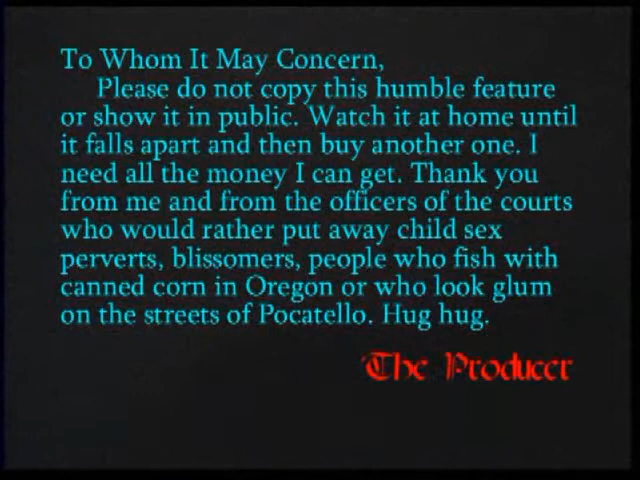 To Whom It May Concern,
Please do not copy this humble feature
or show it in public. Watch it at home until
it falls apart and then buy another one. I
need all the money I can get. Thank you
from me and from the officers of the courts
who would rather put away child sex
perverts, blissomers, people who fish with
canned corn in Oregon or who look glum
on the streets of Pocatello. Hug hug.
The Producer